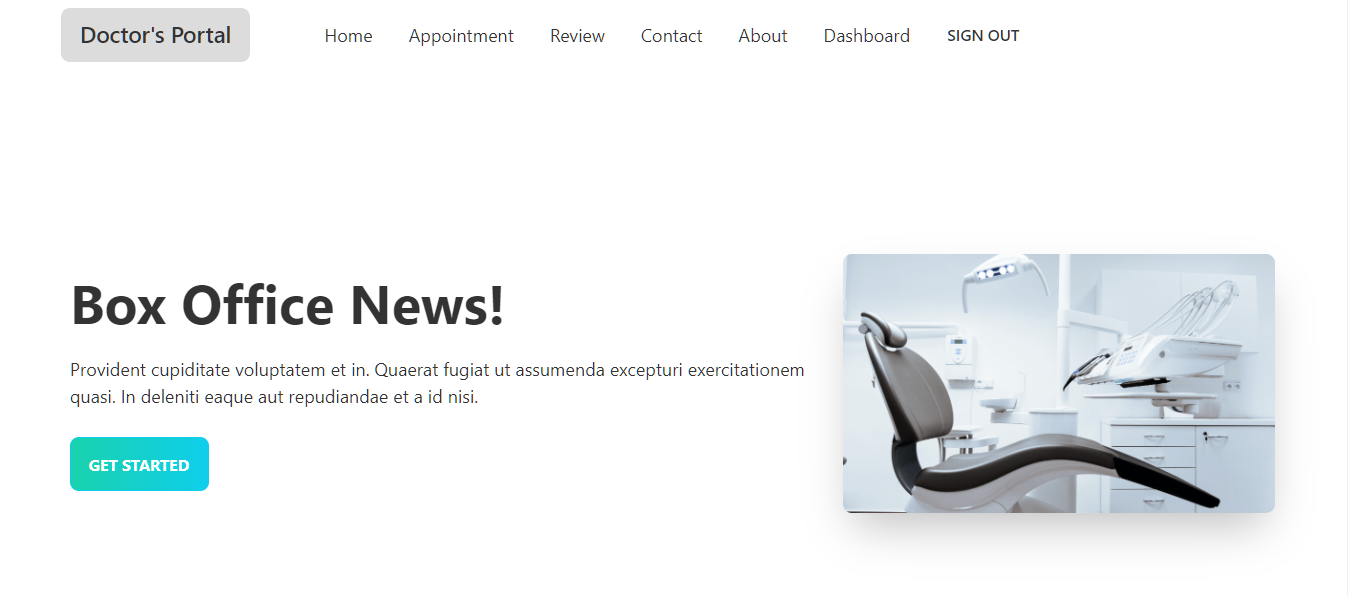 Doctor's Portal
Home
Appointment
Review
Contact
About
Dashboard
SIGN OUT
Box Office News!
Provident cupiditate voluptatem et in. Quaerat fugiat ut assumenda excepturi exercitationem
quasi. In deleniti eaque aut repudiandae et a id nisi.
GET STARTED